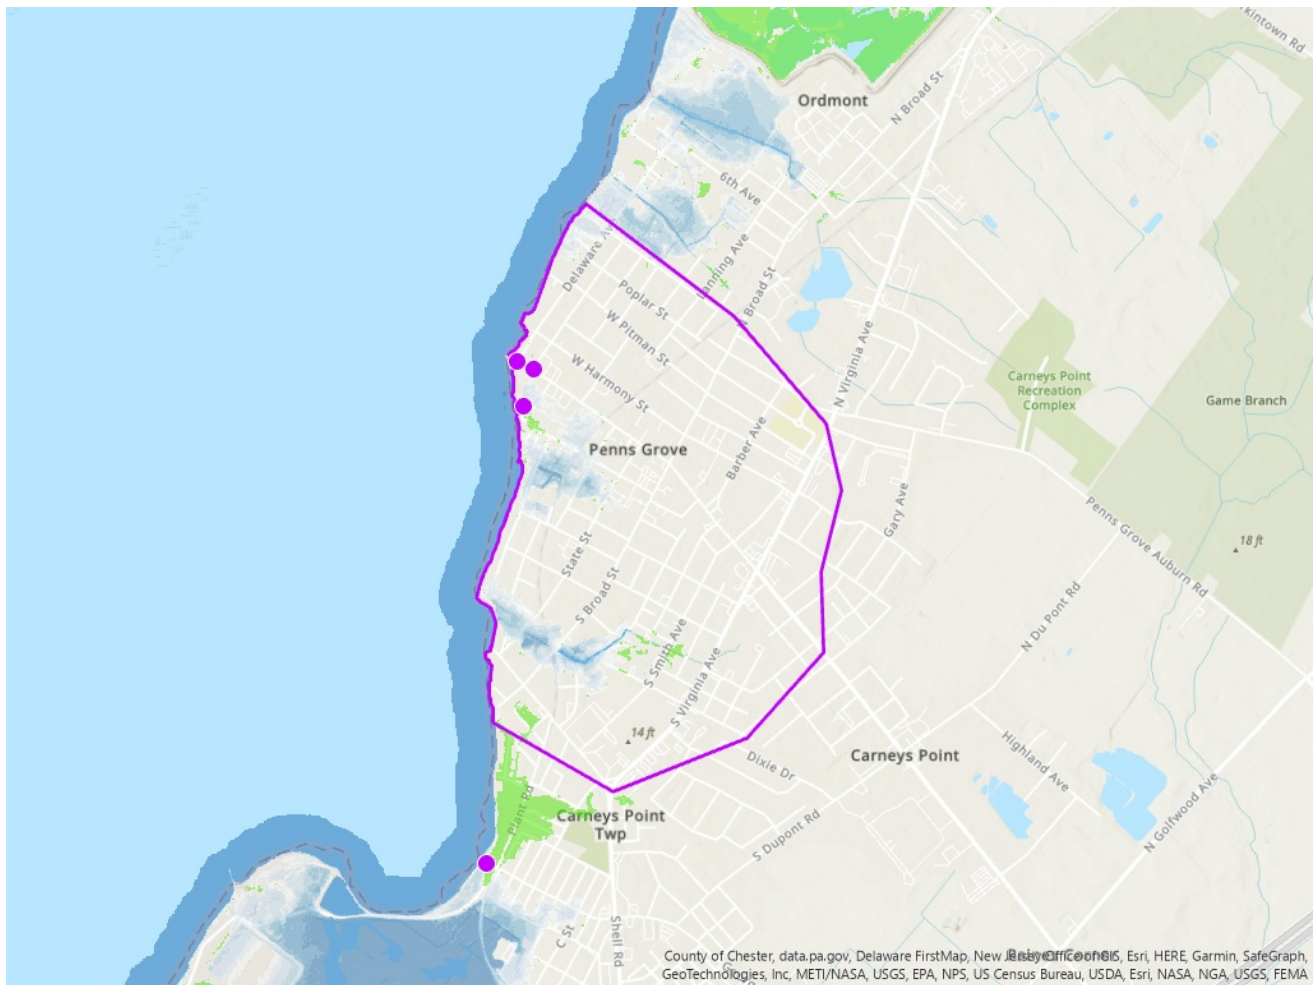 rkintown Rd
Ordmont
N Broad St
6th Ave
Lanning Ave
Delaware Av
N Broad St
Poplar St
W Pitman St
W Harmony St
N Virginia Ave
Carneys Point
Recreation
Complex
Game Branch
Penns Grove
Barber Ave
Gary Ave
Penns Grove Auburn Rd
18 ft
State St
S Broad St
N Du Pont Rd
S Smith Ave
S Virginia Ave
14 ft
Dixie Dr
Carneys Point
Highland Ave
Plant Rd
Carneys Point
Twp
S Dupont Rd
N Golfwood Ave
C St
Shell Rd
County of Chester, data.pa.gov, Delaware FirstMap, New Jersey Office of GIS, Esri, HERE, Garmin, SafeGraph,
GeoTechnologies, Inc, METI/NASA, USGS, EPA, NPS, US Census Bureau, USDA, Esri, NASA, NGA, USGS, FEMA